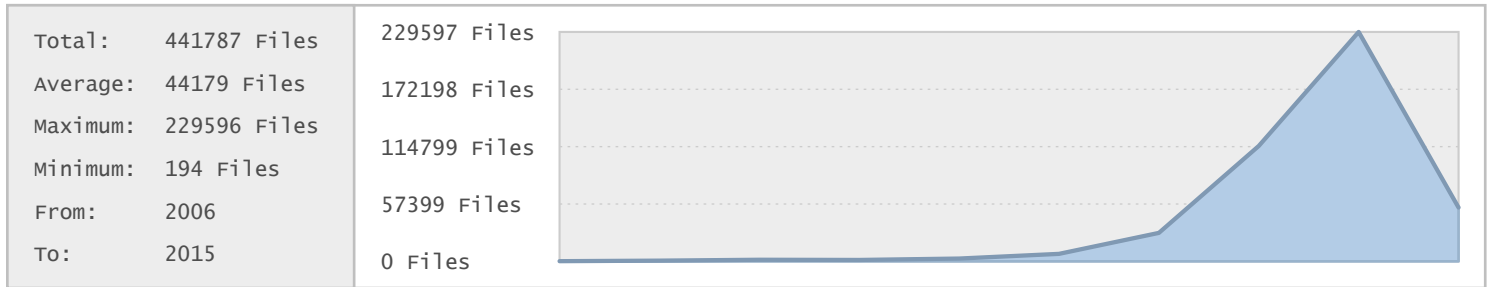 Total: 441787 Files
Average: 44179 Files
Maximum: 229596 Files
Minimum: 194 Files
From: 2006
To: 2015
229597 Files
172198 Files
114799 Files
57399 Files
0 Files